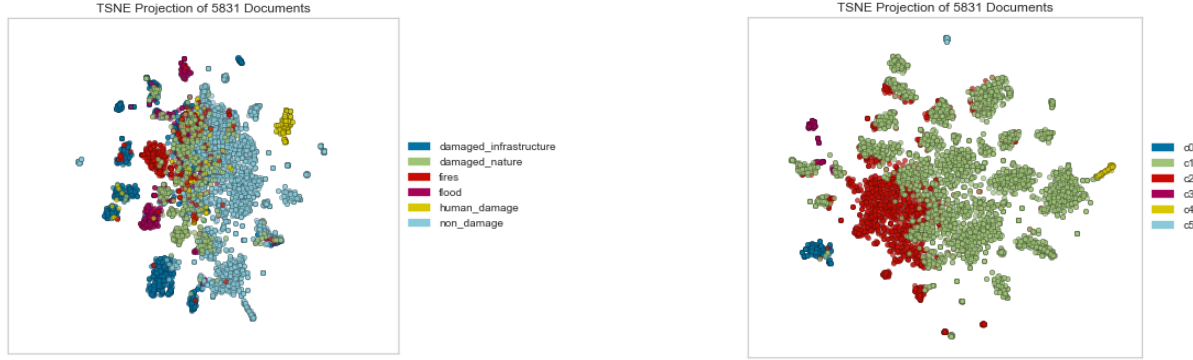 TSNE Projection of 5831 Documents
damaged_infrastructure
damaged_nature
fires
flood
human_damage
non_damage
TSNE Projection of 5831 Documents
c0
c1
c2
c3
c4
c5